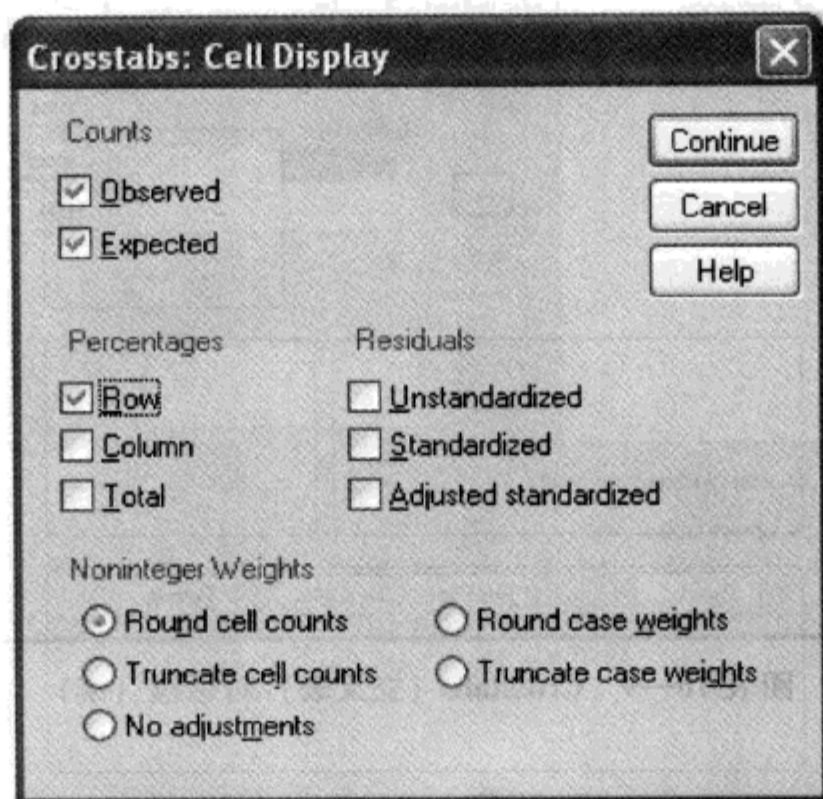 Crosstabs: Cell Display
Counts
Observed
Expected
Continue
Cancel
Help
Percentages
Row
Column
Total
Residuals
Unstandardized
Standardized
Adjusted standardized
Noninteger Weights
Round cell counts
Round case weights
Truncate cell counts
Truncate case weights
No adjustments